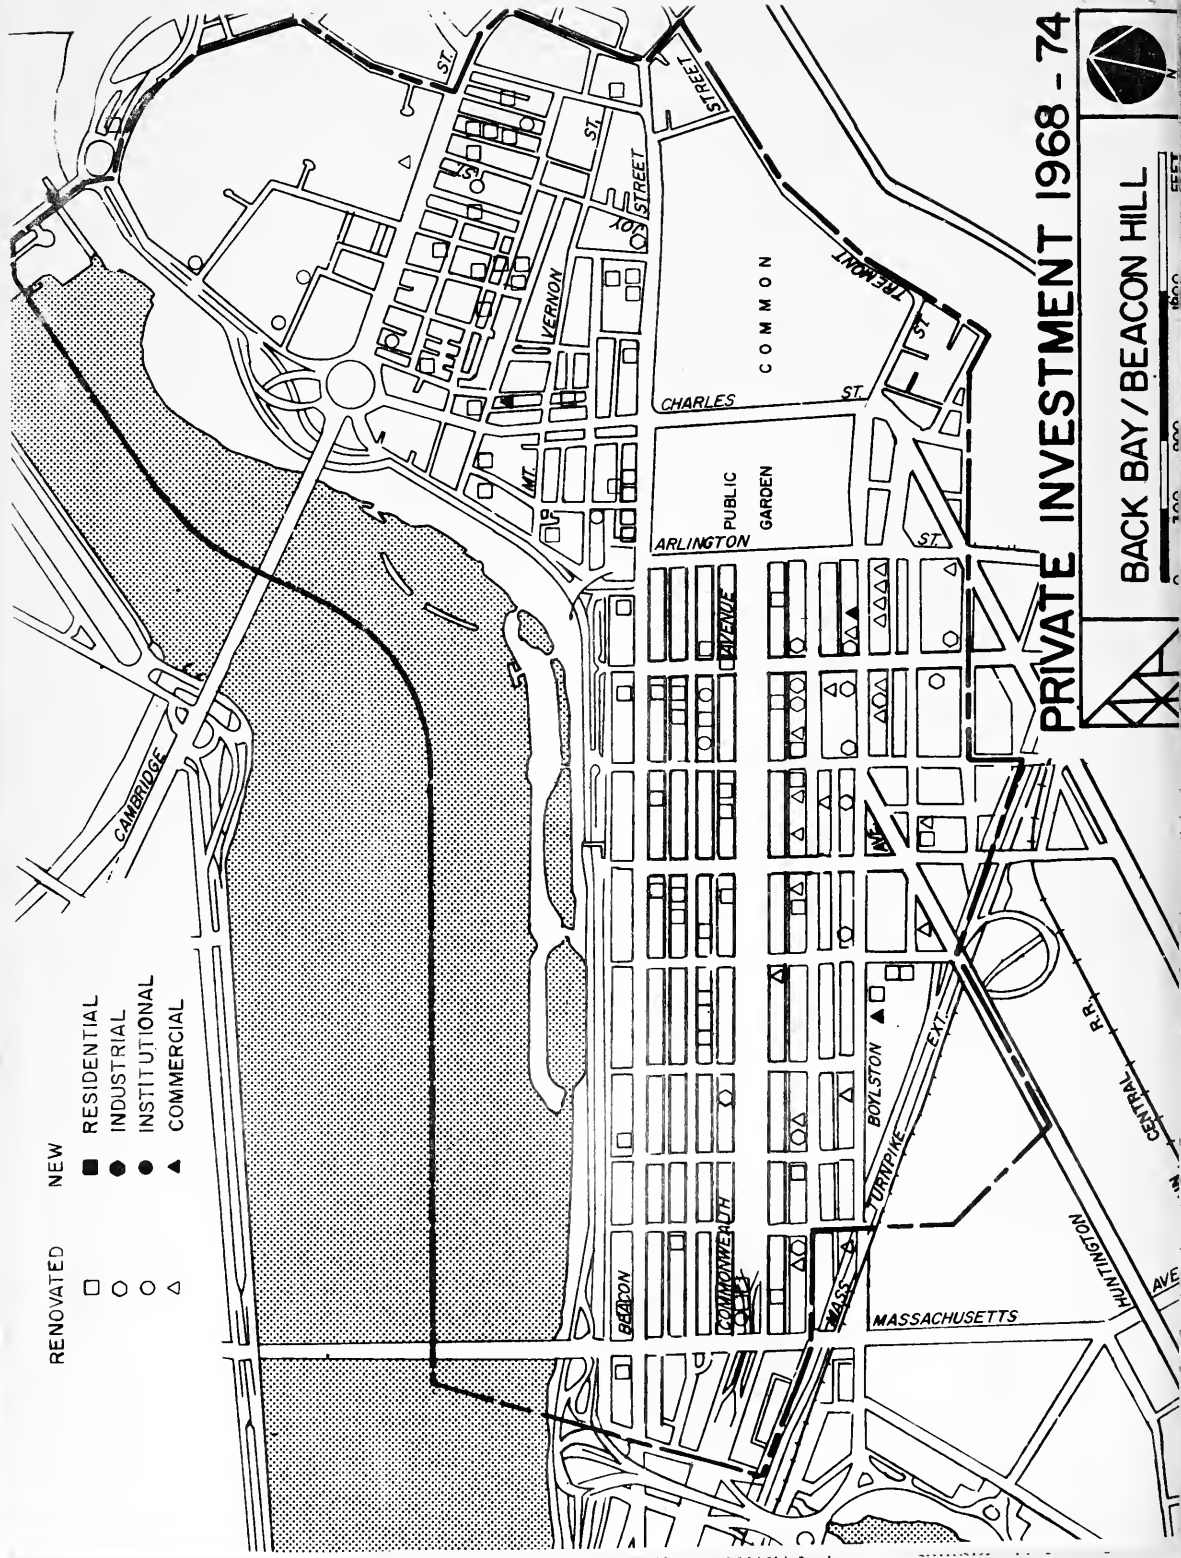 PRIVATE INVESTMENT 1968 - 74
BACK BAY / BEACON HILL
N
FEET
RENOVATED NEW
RESIDENTIAL
INDUSTRIAL
INSTITUTIONAL
COMMERCIAL
CAMBRIDGE
ST.
ST.
ST.
JOY
STREET
STREET
TREMONT
ST.
MT.
VERNON
CHARLES
ST.
COMMON
PUBLIC
GARDEN
ARLINGTON
ST.
BEACON
COMMONWEALTH
AVENUE
BOYLSTON
AVE.
MASS
TURNPIKE
EXT.
MASSACHUSETTS
HUNTINGTON
AVE
CENTRAL
R.R.